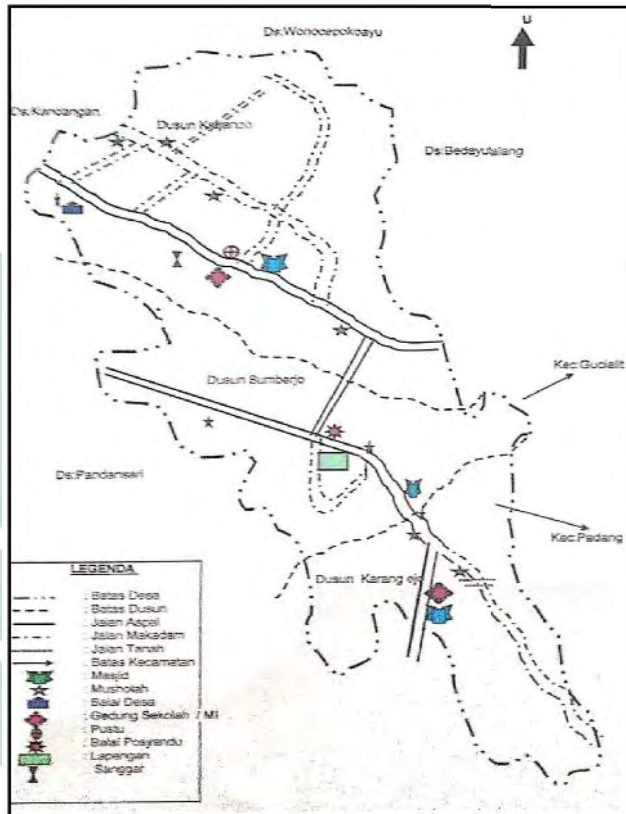 Ds:Wonocepokoayu
U
Ds:Kandangan
Dusun
Ds:Bedayutalang
Dusun Sumberjo
Kec:Gucialit
Ds:Pandansari
Kec:Padang
Dusun Karang ejo
LEGENDA
: Batas Desa
: Batas Dusun
: Jalan Aspal
: Jalan Makadam
: Jalan Tanah
: Batas Kecamatan
: Masjid
: Musholah
: Balai Desa
: Gedung Sekolah / MI
: Pustu
: Balai Posyandu
: Lapangan
Sanggar